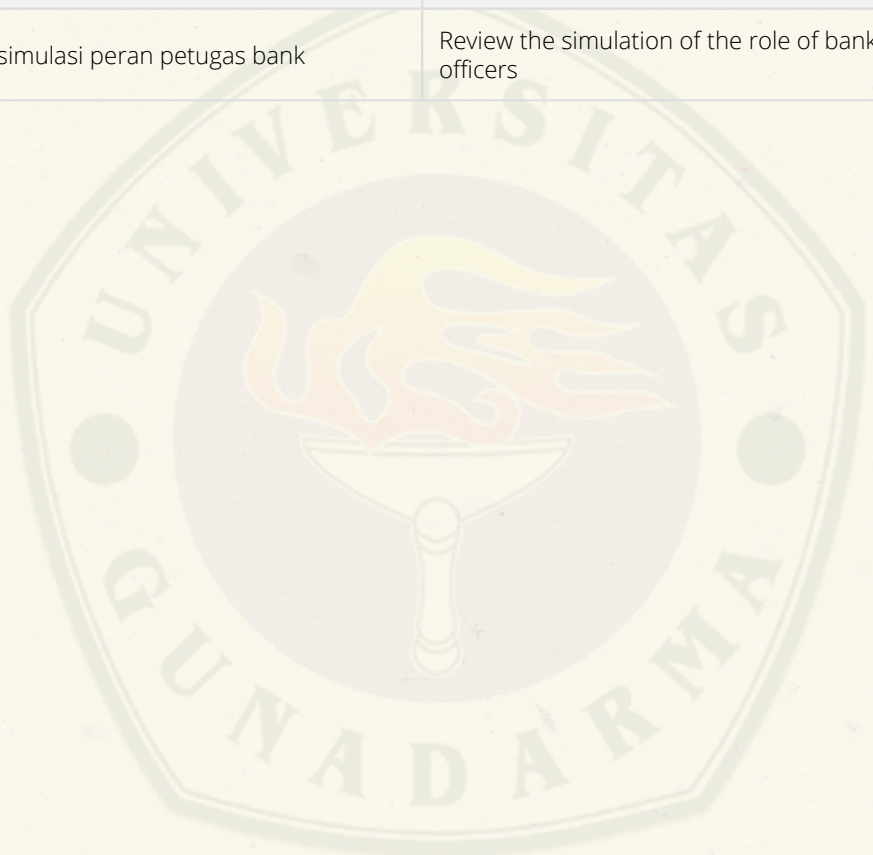 simulasi peran petugas bank
Review the simulation of the role of bank
officers
UNIVERSITAS
GUNADARMA